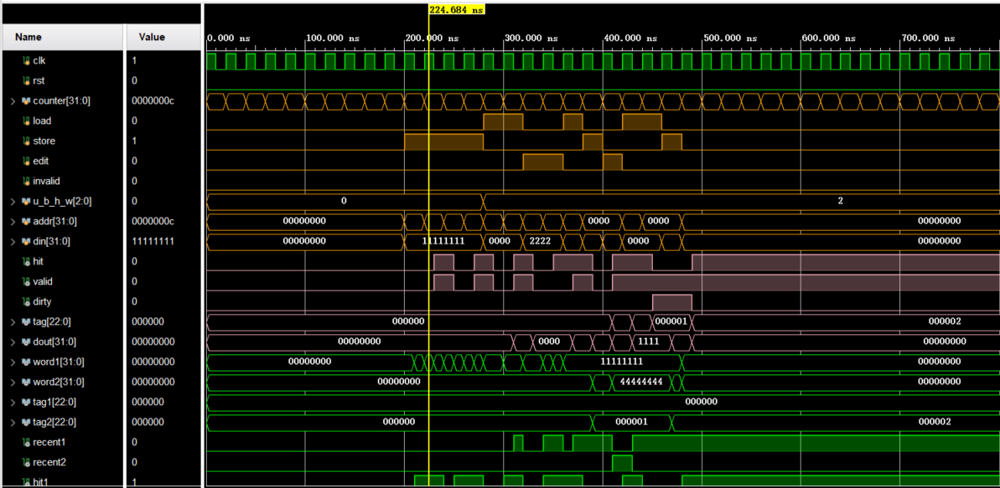 224.684 ns
Name Value 0.000 ns 100.000 ns 200.000 ns 300.000 ns 400.000 ns 500.000 ns 600.000 ns 700.000 ns
clk 1
rst 0
counter[31:0] 0000000c
load 0
store 1
edit 0
invalid 0
u_b_h_w[2:0] 0 0 2
addr[31:0] 0000000c 00000000 0000 0000 00000000
din[31:0] 11111111 00000000 11111111 0000 2222 0000 00000000
hit 0
valid 0
dirty 0
tag[22:0] 000000 000000 000001 000002
dout[31:0] 00000000 00000000 0000 1111 00000000
word1[31:0] 00000000 00000000 11111111 00000000
word2[31:0] 00000000 00000000 44444444 00000000
tag1[22:0] 000000 000000
tag2[22:0] 000000 000000 000001 000002
recent1 0
recent2 0
hit1 1